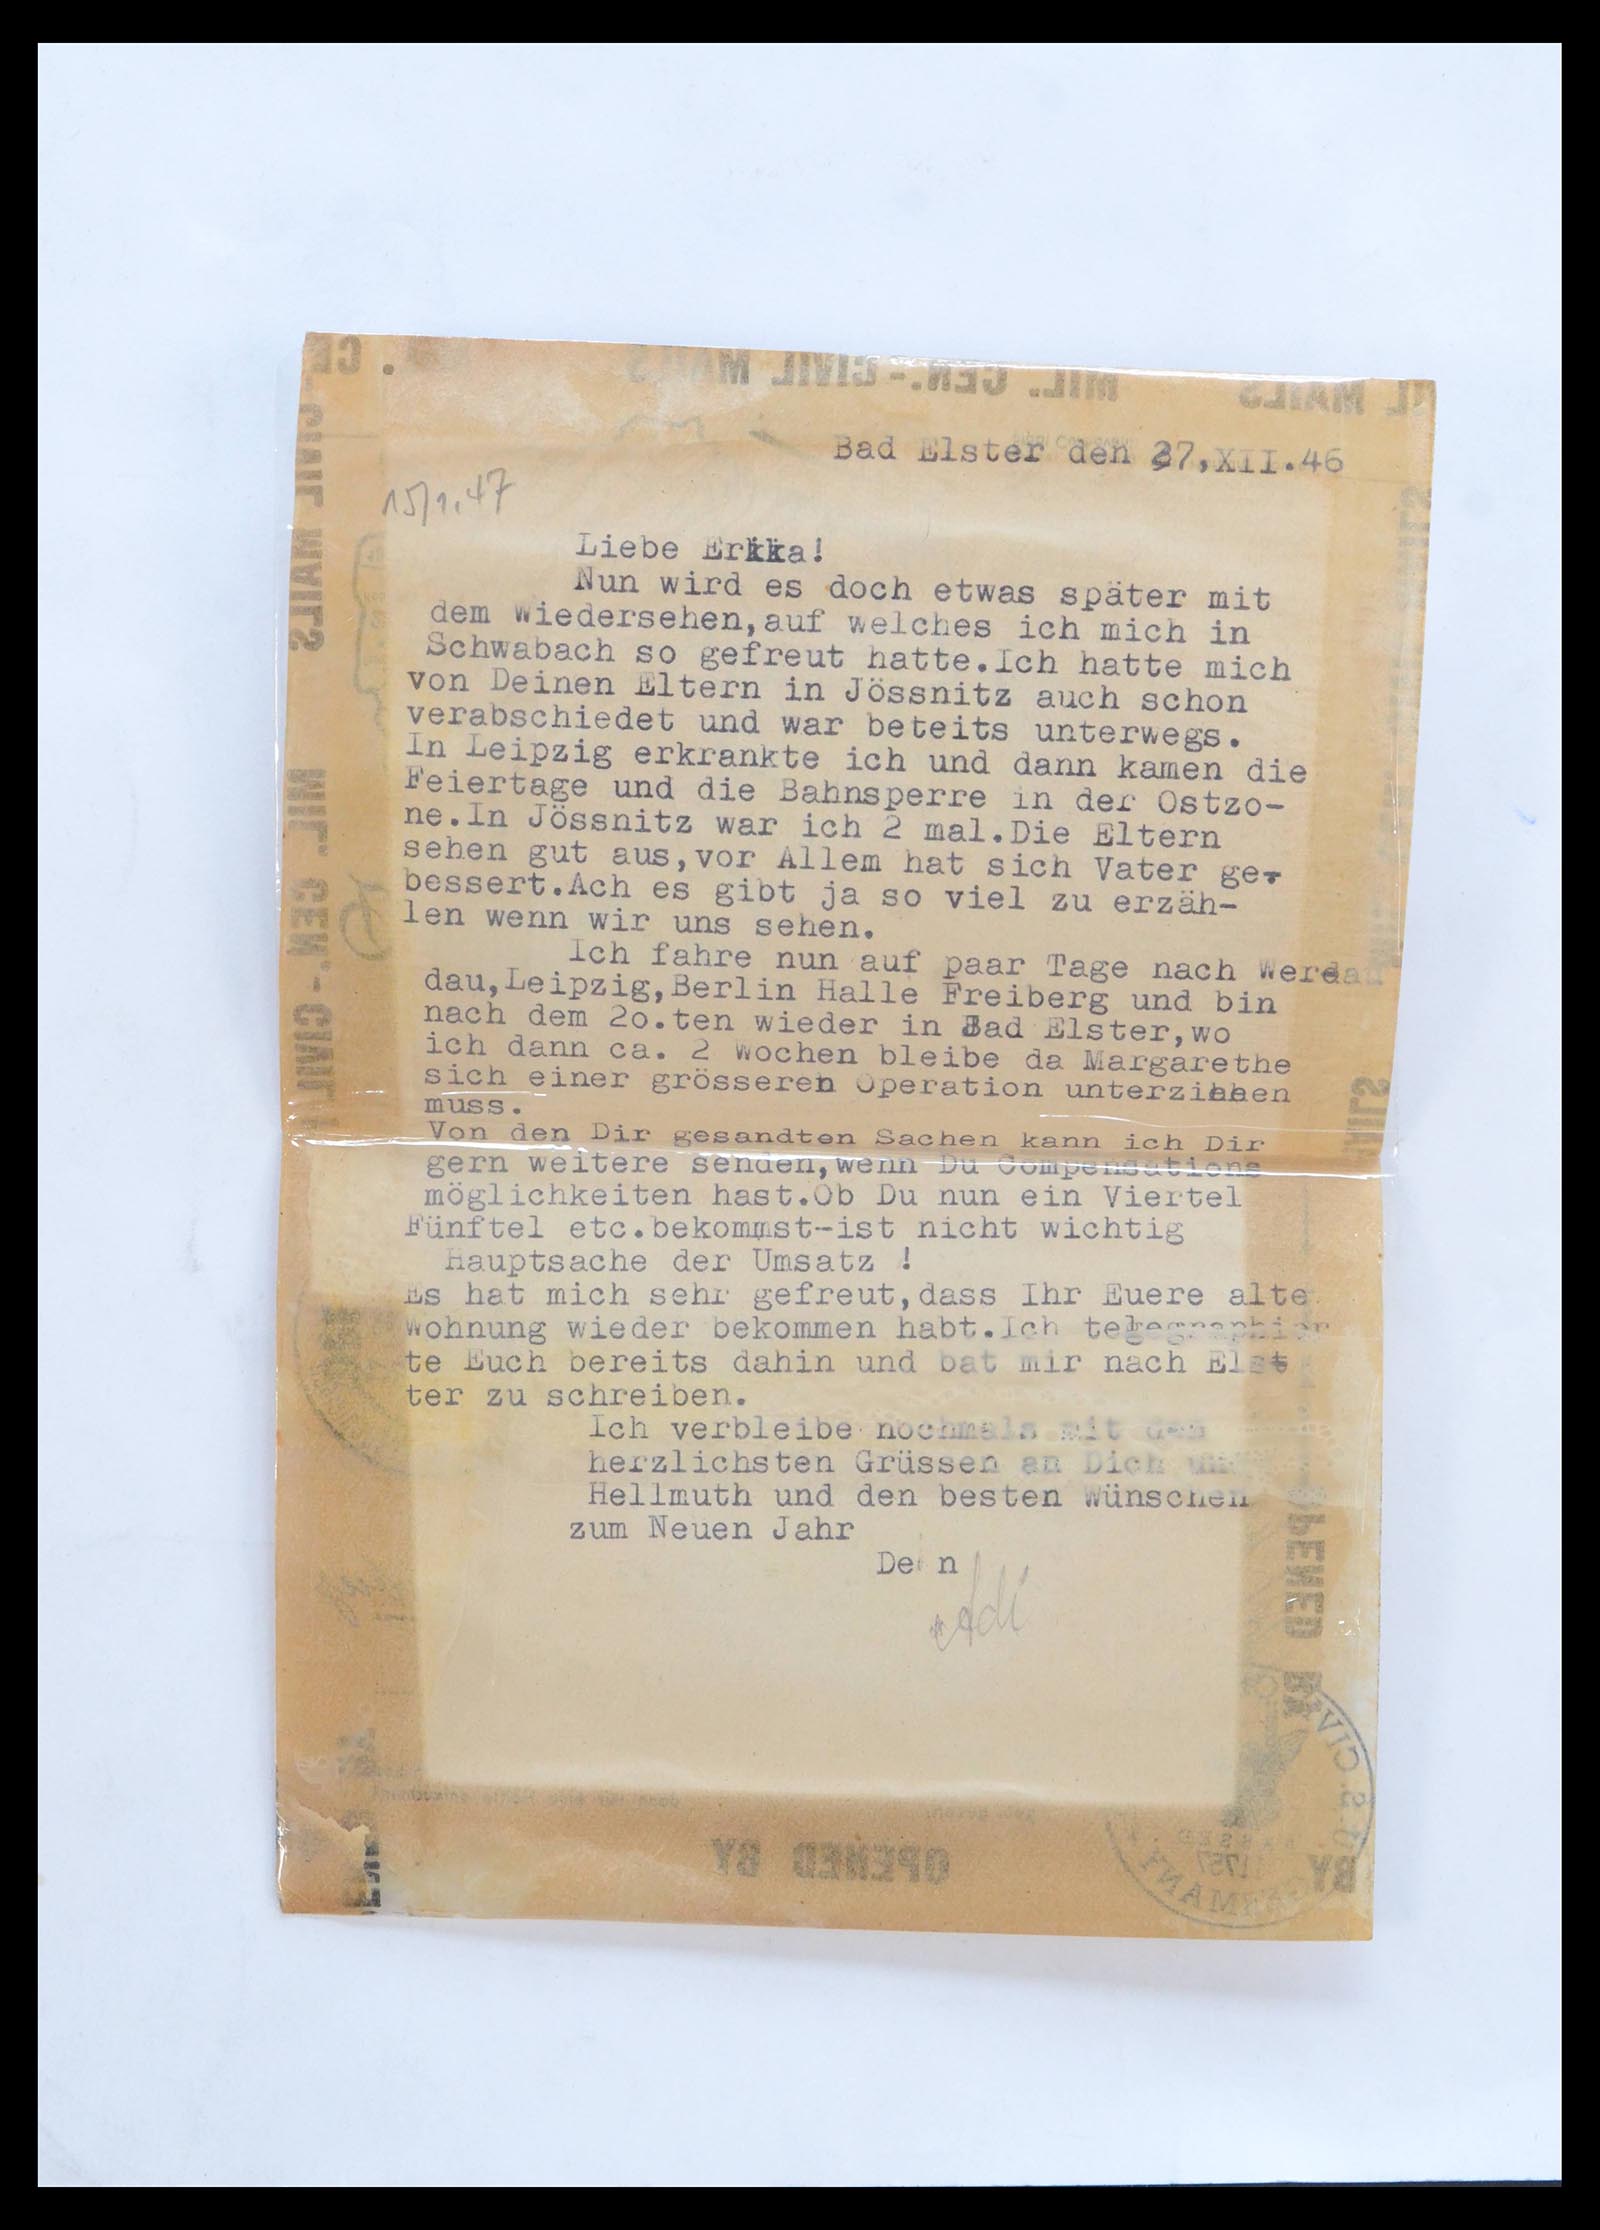 MIL. CEN.-CIVIL MAILS
Bad Elster den 27,XII.46
15/1.47
Liebe Erika!
Nun wird es doch etwas später mit
dem Wiedersehen,auf welches ich mich in
Schwabach so gefreut hatte.Ich hatte mich
von Deinen Eltern in Jössnitz auch schon
verabschiedet und war beteits unterwegs.
In Leipzig erkrankte ich und dann kamen die
Feiertage und die Bahnsperre in der Ostzo-
ne.In Jössnitz war ich 2 mal.Die Eltern
sehen gut aus,vor Allem hat sich Vater ge-
bessert.Ach es gibt ja so viel zu erzäh-
len wenn wir uns sehen.
Ich fahre nun auf paar Tage nach Werdau
dau,Leipzig,Berlin Halle Freiberg und bin
nach dem 2o.ten wieder in Bad Elster,wo
ich dann ca. 2 Wochen bleibe da Margarethe
sich einer grösseren Operation unterziehen
muss.
Von den Dir gesandten Sachen kann ich Dir
gern weitere senden,wenn Du Compensations
möglichkeiten hast.Ob Du nun ein Viertel
Fünftel etc.bekommst-ist nicht wichtig
Hauptsache der Umsatz !
Es hat mich sehr gefreut,dass Ihr Euere alte
Wohnung wieder bekommen habt.Ich telegraphier
te Euch bereits dahin und bat mir nach Elst
ter zu schreiben.
Ich verbleibe nochmals mit den
herzlichsten Grüssen an Dich und
Hellmuth und den besten Wünschen
zum Neuen Jahr
Dein
Adi
OPENED BY
OPENED BY
U.S. CIV
GERMANY